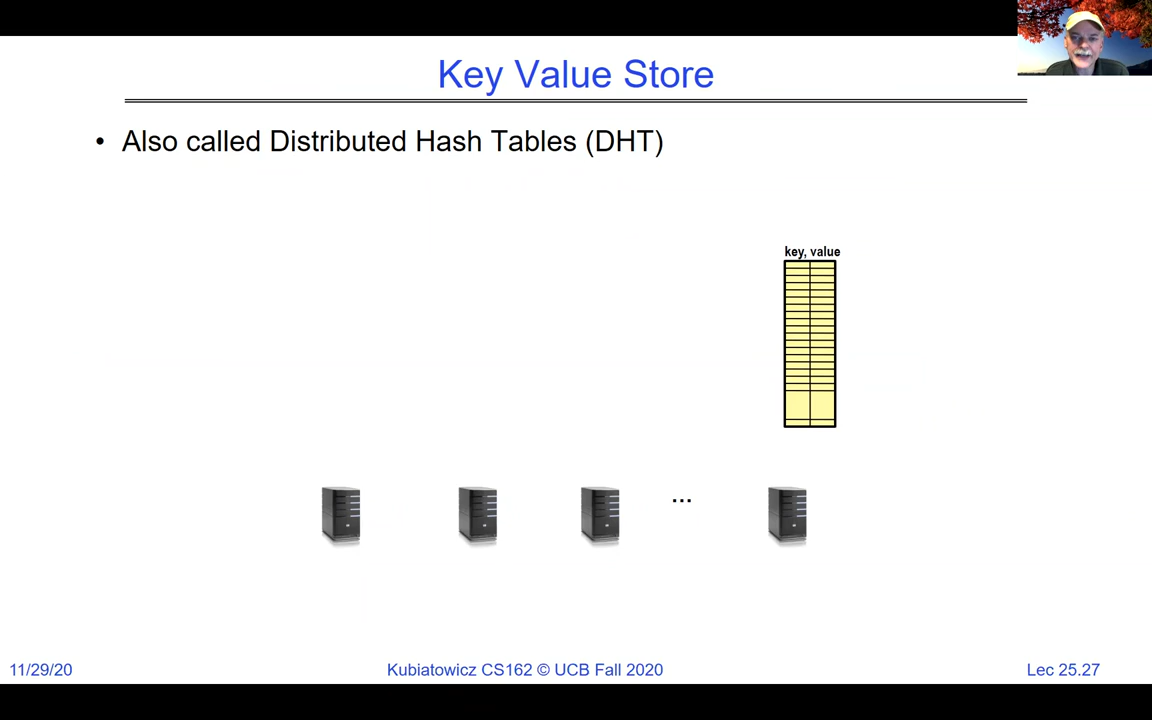 Key Value Store
• Also called Distributed Hash Tables (DHT)
key, value
...
11/29/20
Kubiatowicz CS162 © UCB Fall 2020
Lec 25.27